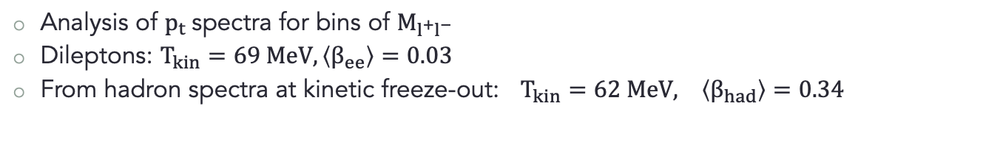 ○ Analysis of pₜ spectra for bins of Mₗ₊ₗ₋
○ Dileptons: Tₖᵢₙ = 69 MeV, ⟨βₑₑ⟩ = 0.03
○ From hadron spectra at kinetic freeze-out: Tₖᵢₙ = 62 MeV, ⟨β_had⟩ = 0.34